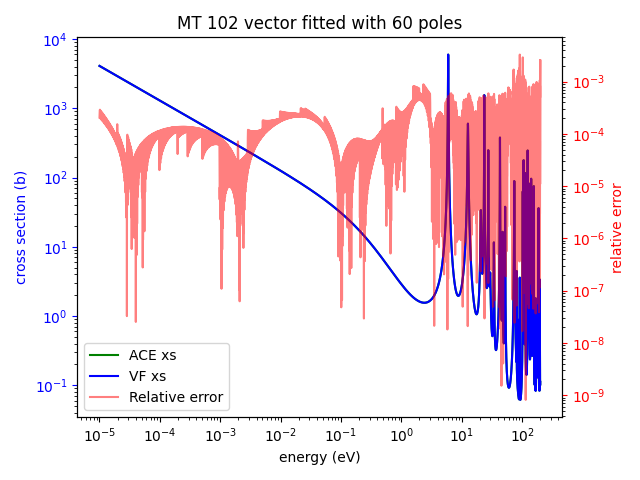 MT 102 vector fitted with 60 poles
cross section (b)
10^4
10^3
10^2
10^1
10^0
10^-1
10^-3
10^-4
10^-5
10^-6
10^-7
10^-8
10^-9
relative error
ACE xs
VF xs
Relative error
10^-5 10^-4 10^-3 10^-2 10^-1 10^0 10^1 10^2
energy (eV)